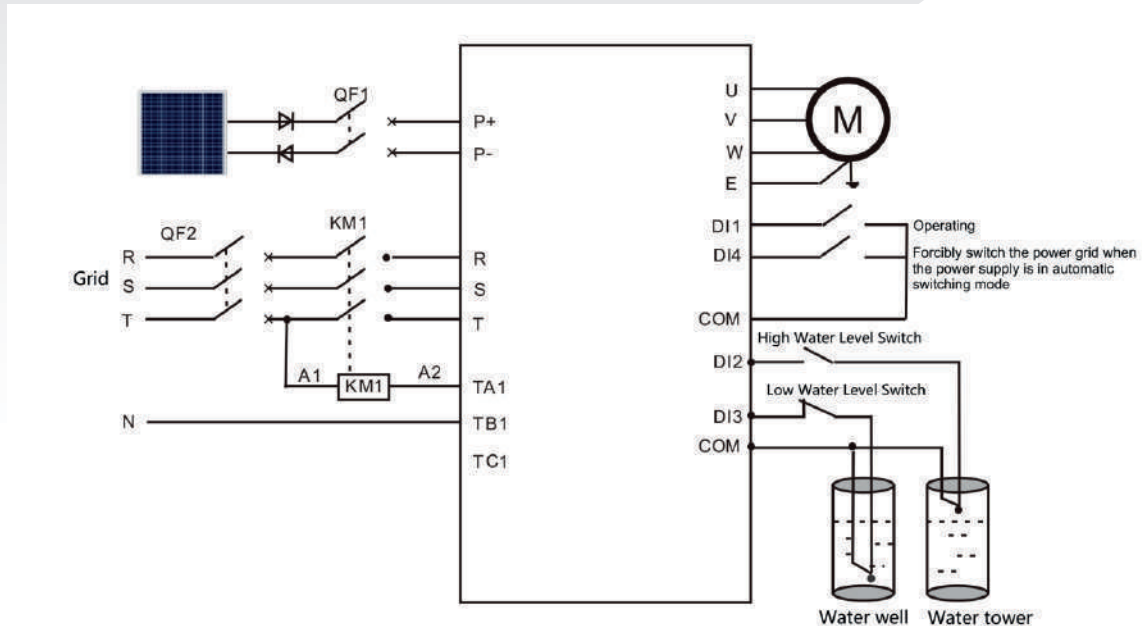 QF1
P+
P-
U
V
W
E
M
DI1
Operating
DI4
Forcibly switch the power grid when
the power supply is in automatic
switching mode
COM
QF2
KM1
Grid
R
S
T
R
S
T
A1
KM1
A2
TA1
N
TB1
TC1
High Water Level Switch
DI2
Low Water Level Switch
DI3
COM
Water well
Water tower